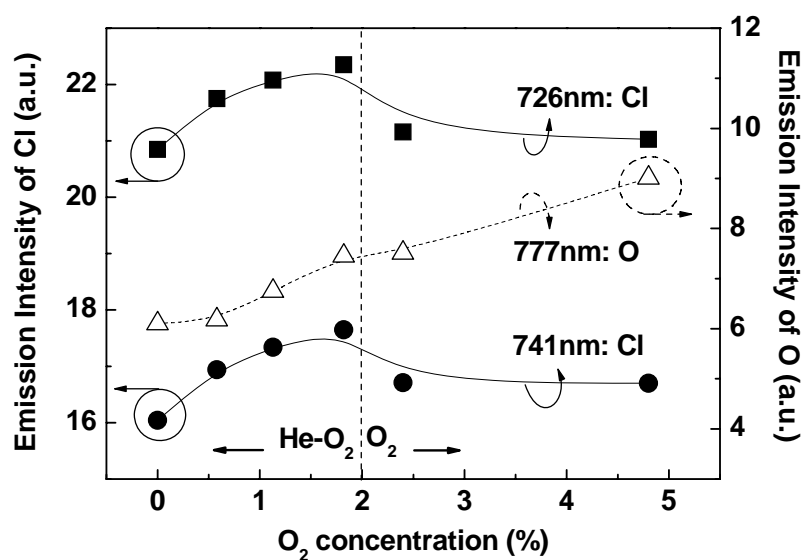 12
22
726nm: Cl
10
20
8
777nm: O
18
6
741nm: Cl
16
4
He-O₂ O₂
0 1 2 3 4 5
O₂ concentration (%)
Emission Intensity of Cl (a.u.)
Emission Intensity of O (a.u.)